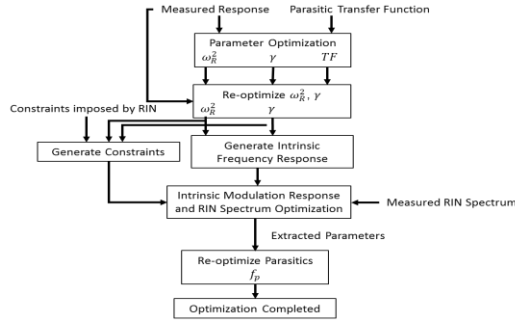 Measured Response
Parasitic Transfer Function
Parameter Optimization
ω_R^2 γ TF
Re-optimize ω_R^2, γ
ω_R^2 γ
Constraints imposed by RIN
Generate Constraints
Generate Intrinsic
Frequency Response
Intrinsic Modulation Response
and RIN Spectrum Optimization
Measured RIN Spectrum
Extracted Parameters
Re-optimize Parasitics
f_p
Optimization Completed